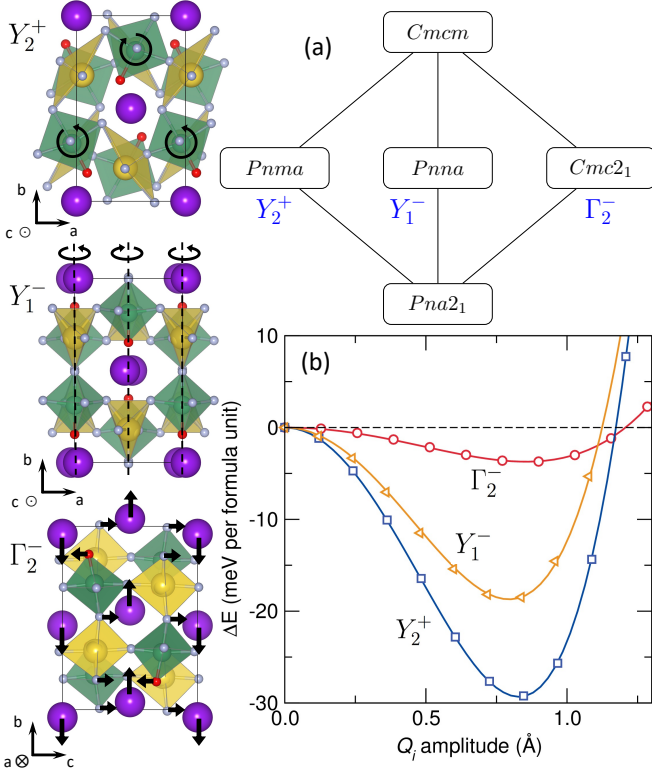 Y₂⁺
b
c ⊙ a
Y₁⁻
b
c ⊙ a
Γ₂⁻
b
a ⊗ c
(a)
Cmcm
Pnma Pnna Cmc2₁
Y₂⁺ Y₁⁻ Γ₂⁻
Pna2₁
(b)
ΔE (meV per formula unit)
10
0
-10
-20
-30
Γ₂⁻
Y₁⁻
Y₂⁺
0.0 0.5 1.0
Qᵢ amplitude (Å)